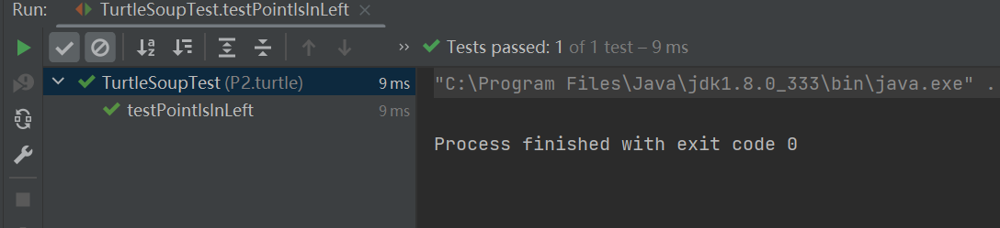 Run: TurtleSoupTest.testPointIsInLeft ×
» Tests passed: 1 of 1 test – 9 ms
TurtleSoupTest (P2.turtle) 9 ms
testPointIsInLeft 9 ms
"C:\Program Files\Java\jdk1.8.0_333\bin\java.exe" .
Process finished with exit code 0